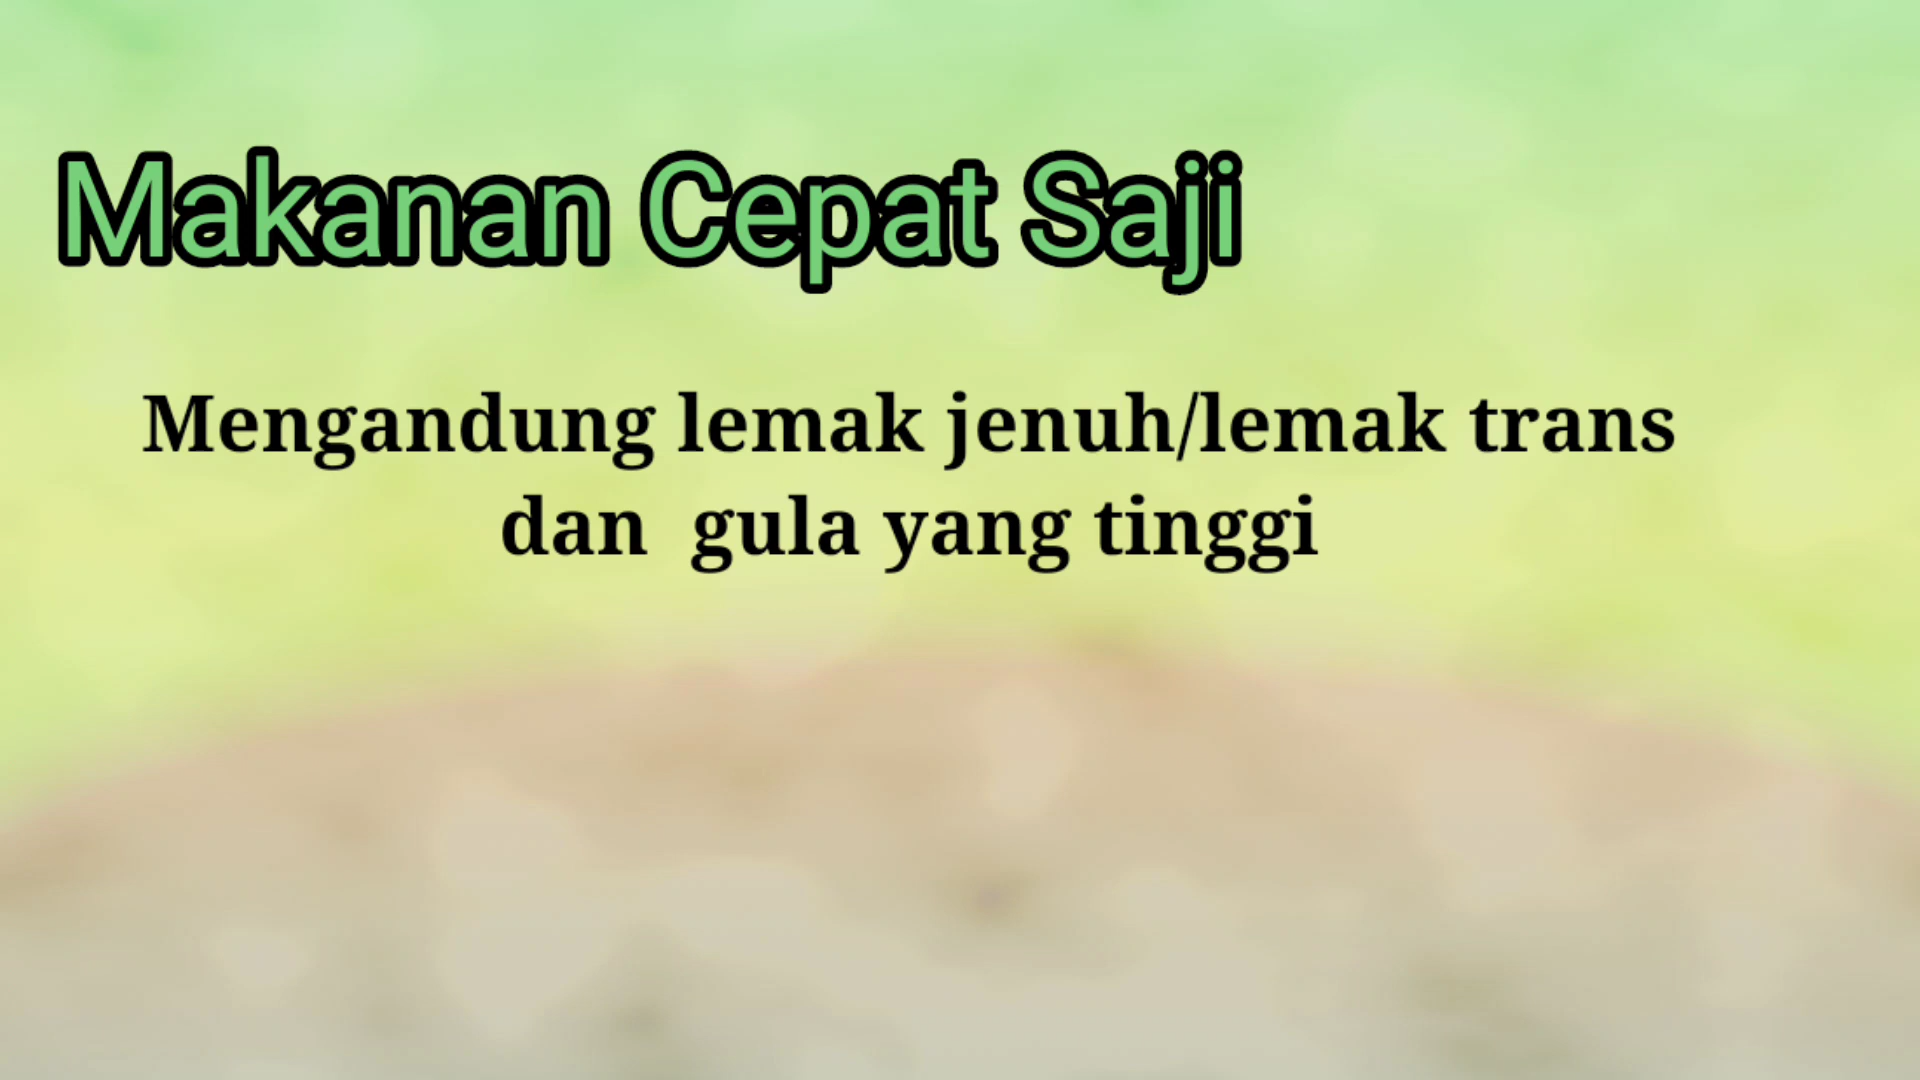 Makanan Cepat Saji
Mengandung lemak jenuh/lemak trans
dan  gula yang tinggi